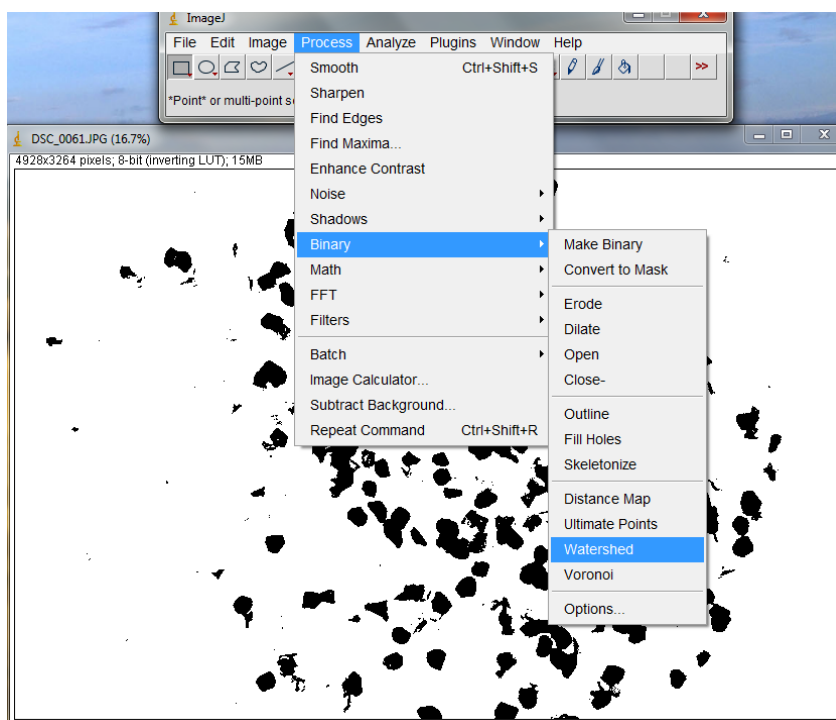 ImageJ
File Edit Image Process Analyze Plugins Window Help
>>
*Point* or multi-point s
DSC_0061.JPG (16.7%)
4928x3264 pixels; 8-bit (inverting LUT); 15MB
Smooth Ctrl+Shift+S
Sharpen
Find Edges
Find Maxima...
Enhance Contrast
Noise
Shadows
Binary
Math
FFT
Filters
Batch
Image Calculator...
Subtract Background...
Repeat Command Ctrl+Shift+R
Make Binary
Convert to Mask
Erode
Dilate
Open
Close-
Outline
Fill Holes
Skeletonize
Distance Map
Ultimate Points
Watershed
Voronoi
Options...